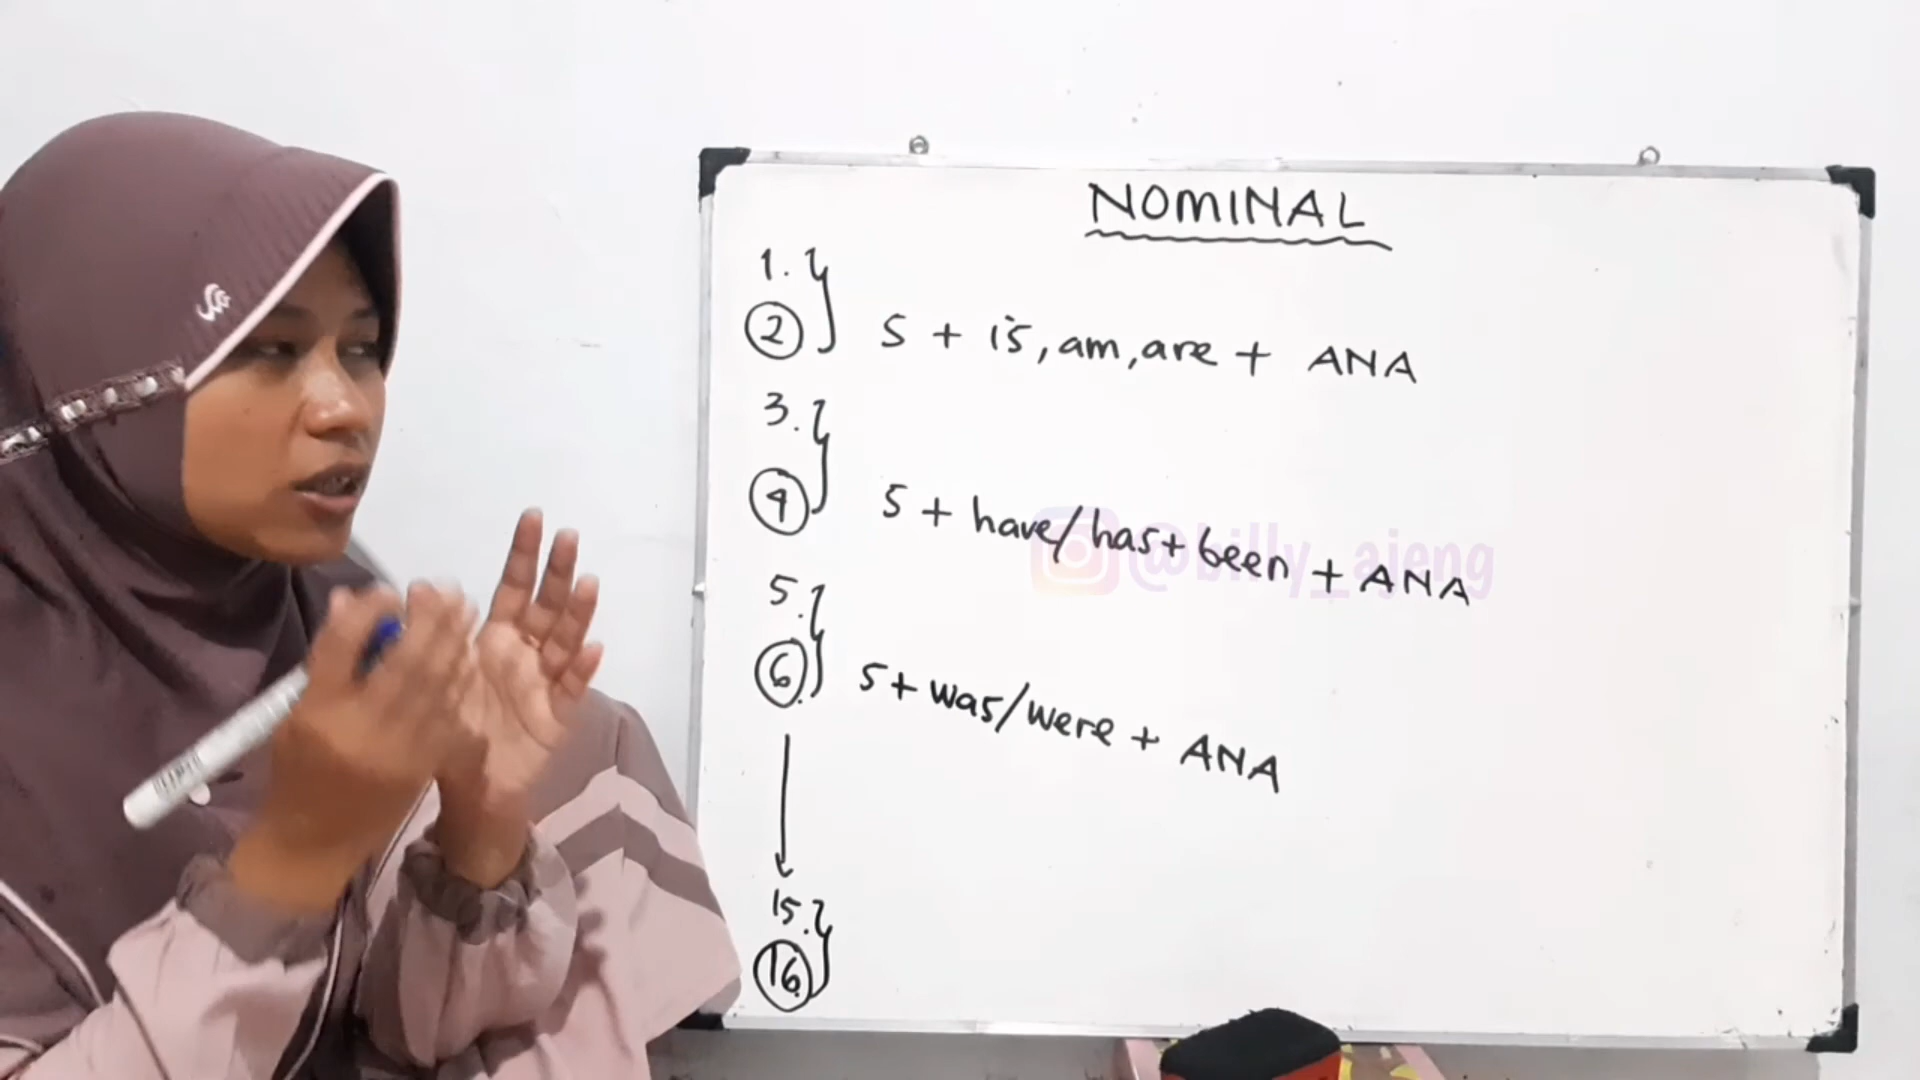 NOMINAL
1.
2 S + is, am, are + ANA
3.
4 S + have/has + been + ANA
@billy_ajeng
5.
6. S + was/were + ANA
15.
16.